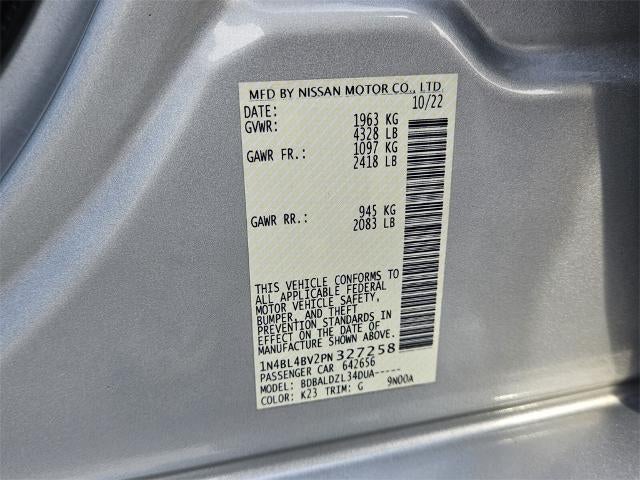 MFD BY NISSAN MOTOR CO., LTD
DATE: 10/22
GVWR: 1963 KG
4328 LB
GAWR FR.: 1097 KG
2418 LB
GAWR RR.: 945 KG
2083 LB
THIS VEHICLE CONFORMS TO
ALL APPLICABLE FEDERAL
MOTOR VEHICLE SAFETY,
BUMPER, AND THEFT
PREVENTION STANDARDS IN
EFFECT ON THE DATE OF
MANUFACTURE SHOWN ABOVE.
1N4BL4BV2PN 327258
PASSENGER CAR 642656
MODEL: BDBALDZL34DUA-----
COLOR: K23 TRIM: G 9N00A